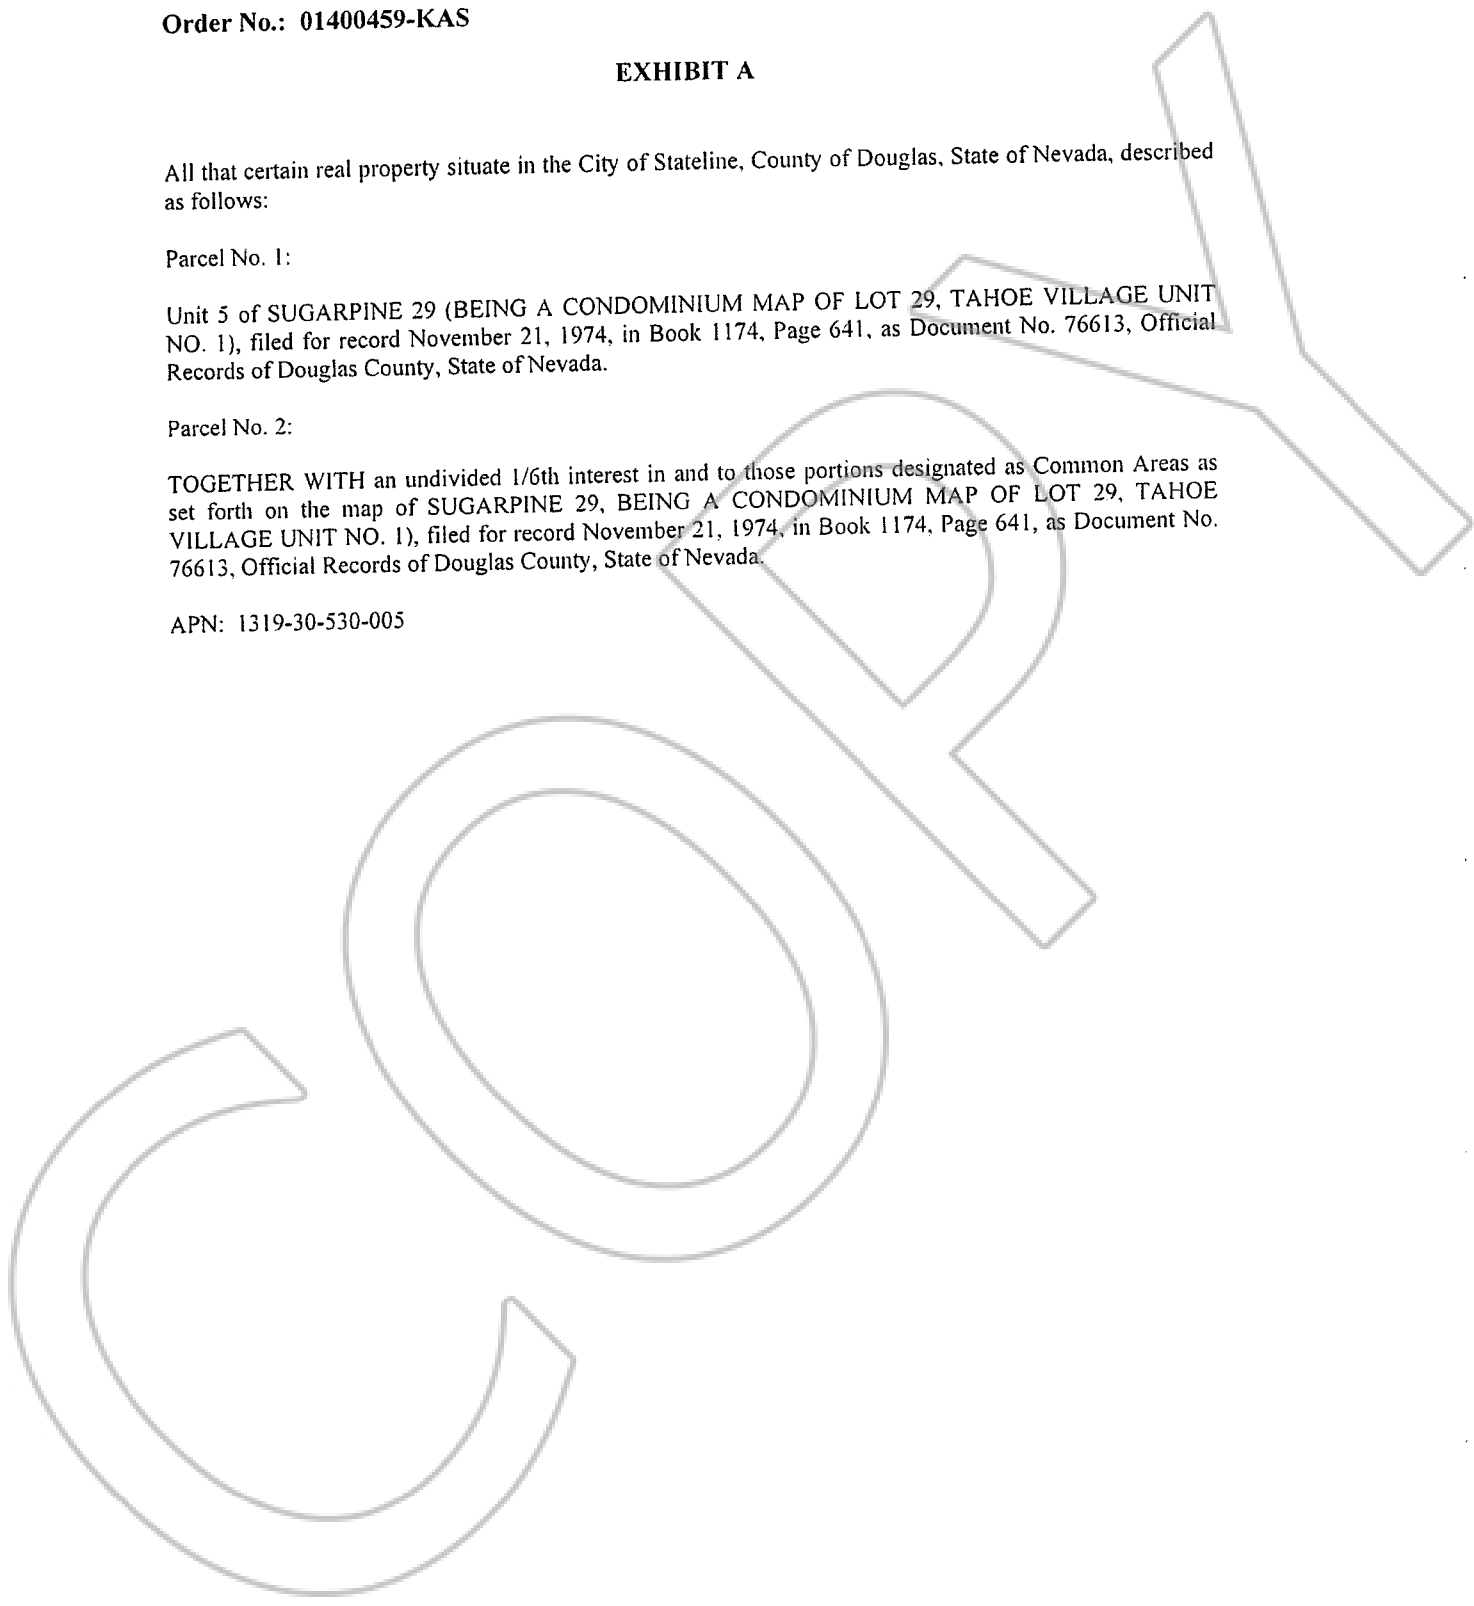 Order No.: 01400459-KAS
EXHIBIT A
All that certain real property situate in the City of Stateline, County of Douglas, State of Nevada, described
as follows:
Parcel No. 1:
Unit 5 of SUGARPINE 29 (BEING A CONDOMINIUM MAP OF LOT 29, TAHOE VILLAGE UNIT
NO. 1), filed for record November 21, 1974, in Book 1174, Page 641, as Document No. 76613, Official
Records of Douglas County, State of Nevada.
Parcel No. 2:
TOGETHER WITH an undivided 1/6th interest in and to those portions designated as Common Areas as
set forth on the map of SUGARPINE 29, BEING A CONDOMINIUM MAP OF LOT 29, TAHOE
VILLAGE UNIT NO. 1), filed for record November 21, 1974, in Book 1174, Page 641, as Document No.
76613, Official Records of Douglas County, State of Nevada.
APN: 1319-30-530-005
COPY